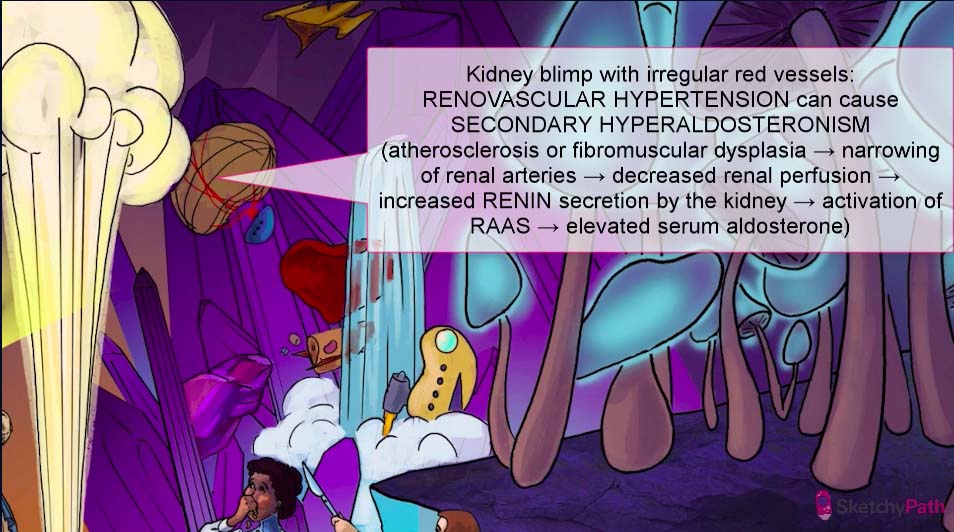 Kidney blimp with irregular red vessels:
RENOVASCULAR HYPERTENSION can cause
SECONDARY HYPERALDOSTERONISM
(atherosclerosis or fibromuscular dysplasia → narrowing
of renal arteries → decreased renal perfusion →
increased RENIN secretion by the kidney → activation of
RAAS → elevated serum aldosterone)
SketchyPath